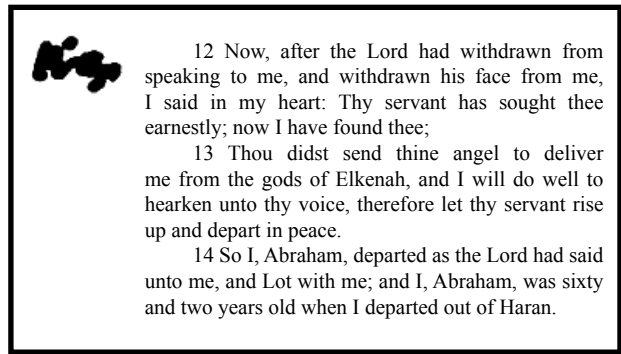 12 Now, after the Lord had withdrawn from
speaking to me, and withdrawn his face from me,
I said in my heart: Thy servant has sought thee
earnestly; now I have found thee;
13 Thou didst send thine angel to deliver
me from the gods of Elkenah, and I will do well to
hearken unto thy voice, therefore let thy servant rise
up and depart in peace.
14 So I, Abraham, departed as the Lord had said
unto me, and Lot with me; and I, Abraham, was sixty
and two years old when I departed out of Haran.